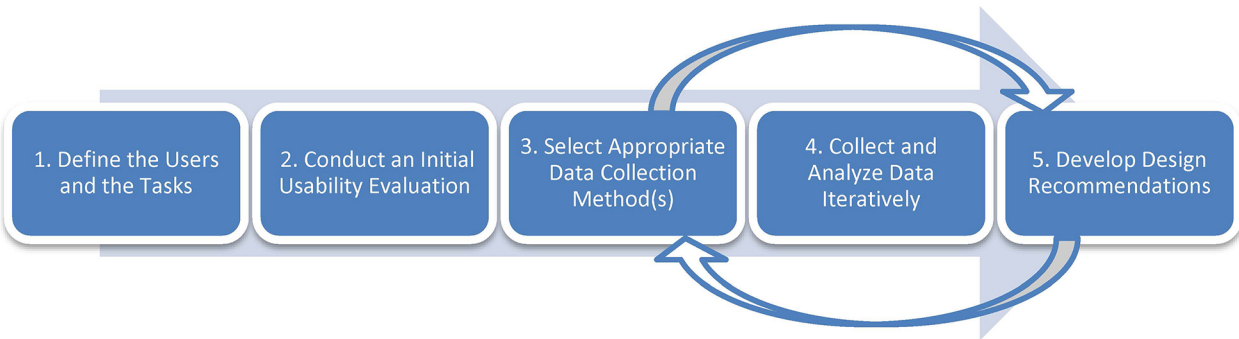 1. Define the Users
and the Tasks
2. Conduct an Initial
Usability Evaluation
3. Select Appropriate
Data Collection
Method(s)
4. Collect and
Analyze Data
Iteratively
5. Develop Design
Recommendations